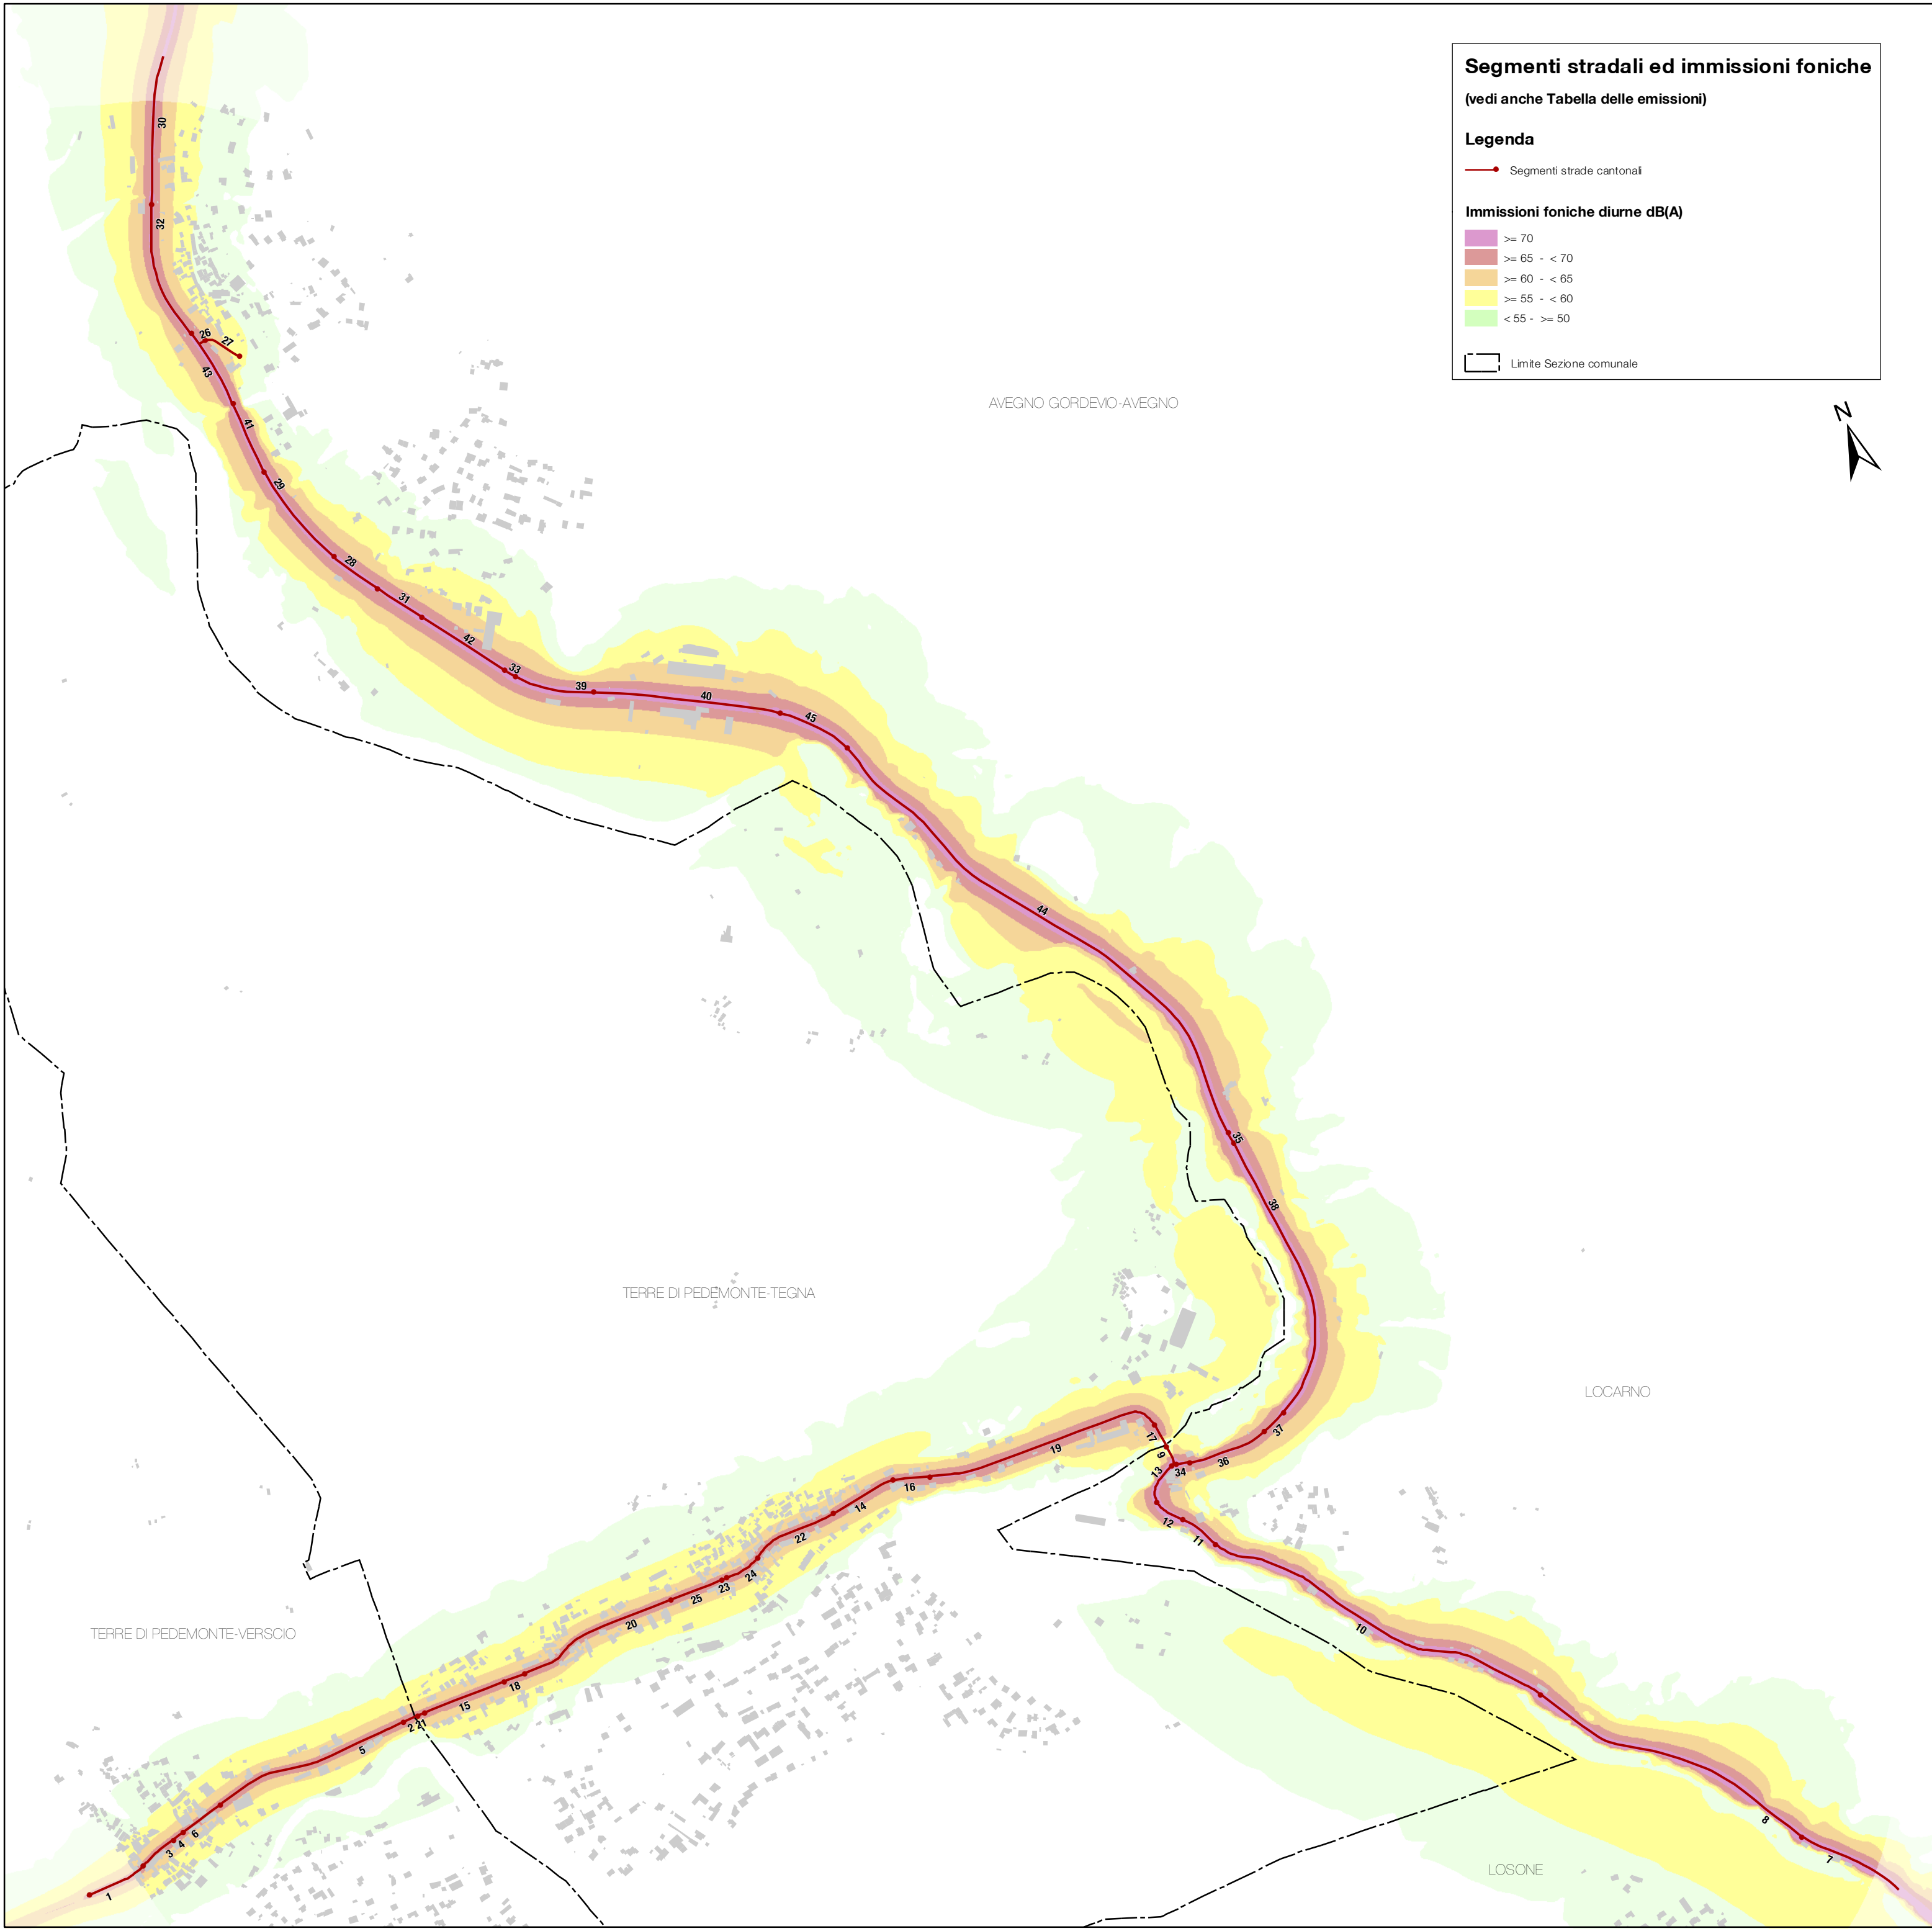 Segmenti stradali ed immissioni foniche
(vedi anche Tabella delle emissioni)
Legenda
Segmenti strade cantonali
Immissioni foniche diurne dB(A)
>= 70
>= 65 - < 70
>= 60 - < 65
>= 55 - < 60
< 55 - >= 50
Limite Sezione comunale
N
30
32
26
27
43
41
29
28
31
42
33
39
40
45
44
35
38
37
36
34
9
13
17
19
16
14
22
24
23
25
20
18
15
21
2
5
6
4
3
1
12
11
10
8
7
AVEGNO GORDEVIO-AVEGNO
TERRE DI PEDEMONTE-TEGNA
LOCARNO
TERRE DI PEDEMONTE-VERSCIO
LOSONE